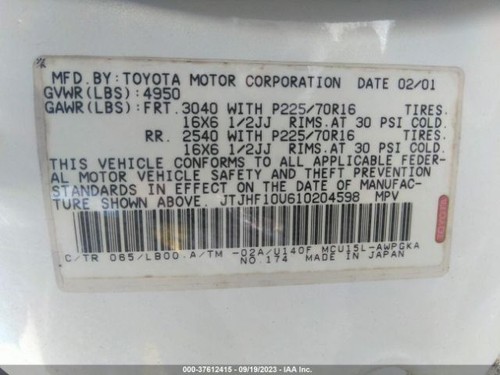 MFD.BY:TOYOTA MOTOR CORPORATION DATE 02/01
GVWR(LBS):4950
GAWR(LBS):FRT.3040 WITH P225/70R16 TIRES.
16X6 1/2JJ RIMS.AT 30 PSI COLD.
RR. 2540 WITH P225/70R16 TIRES.
16X6 1/2JJ RIMS.AT 30 PSI COLD.
THIS VEHICLE CONFORMS TO ALL APPLICABLE FEDER-
AL MOTOR VEHICLE SAFETY AND THEFT PREVENTION
STANDARDS IN EFFECT ON THE DATE OF MANUFAC-
TURE SHOWN ABOVE. JTJHF10U610204598 MPV
TOYOTA
C/TR 065/LB00.A/TM -02A/U140F MCU15L-AWPGKA
NO.174 MADE IN JAPAN
000-37612415 - (09/19/2023) - (IAA Inc.)